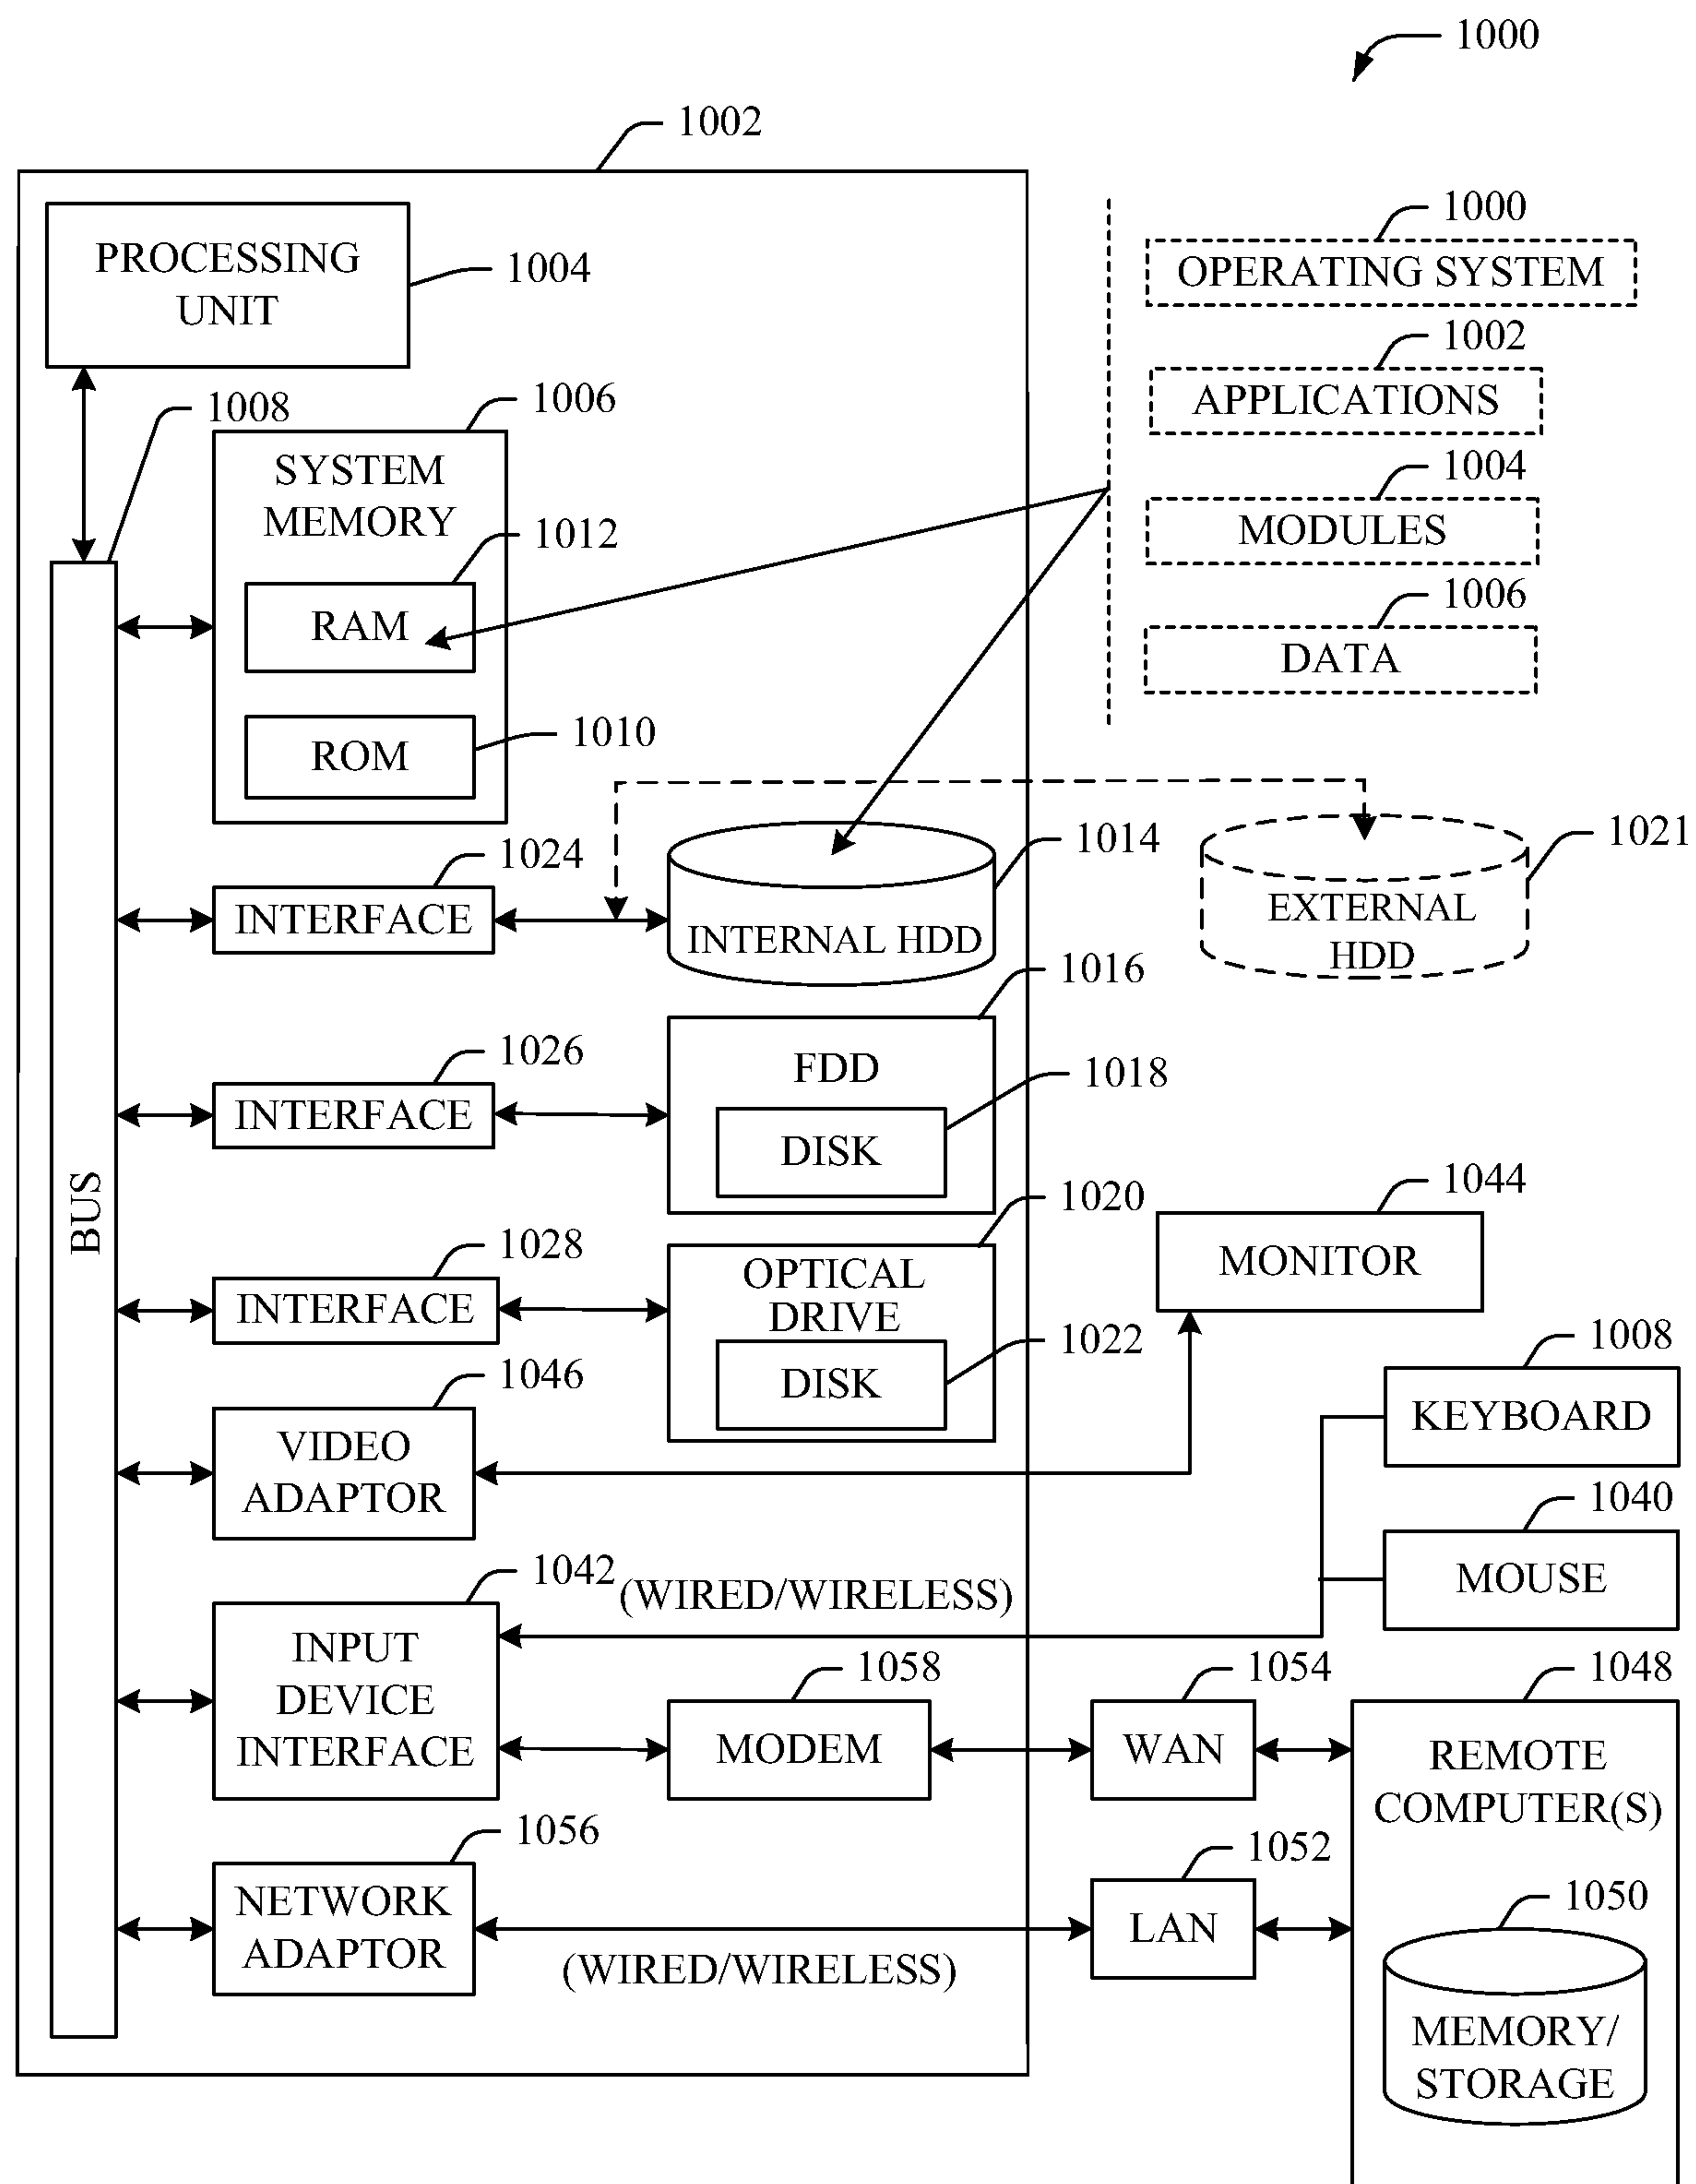 1000
1002
PROCESSING
UNIT
1004
1008
1006
SYSTEM
MEMORY
1012
RAM
1010
ROM
1000
OPERATING SYSTEM
1002
APPLICATIONS
1004
MODULES
1006
DATA
1024
INTERFACE
1014
INTERNAL HDD
1021
EXTERNAL
HDD
1026
INTERFACE
1016
FDD
1018
DISK
BUS
1028
INTERFACE
1020
OPTICAL
DRIVE
1022
DISK
1044
MONITOR
1046
VIDEO
ADAPTOR
1008
KEYBOARD
1040
MOUSE
1042
(WIRED/WIRELESS)
INPUT
DEVICE
INTERFACE
1058
MODEM
1054
WAN
1048
REMOTE
COMPUTER(S)
1056
NETWORK
ADAPTOR
(WIRED/WIRELESS)
1052
LAN
1050
MEMORY/
STORAGE